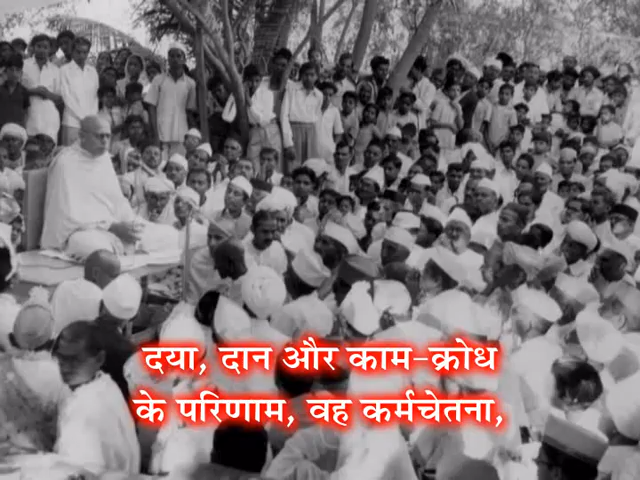 दया, दान और काम-क्रोध
के परिणाम, वह कर्मचेतना,